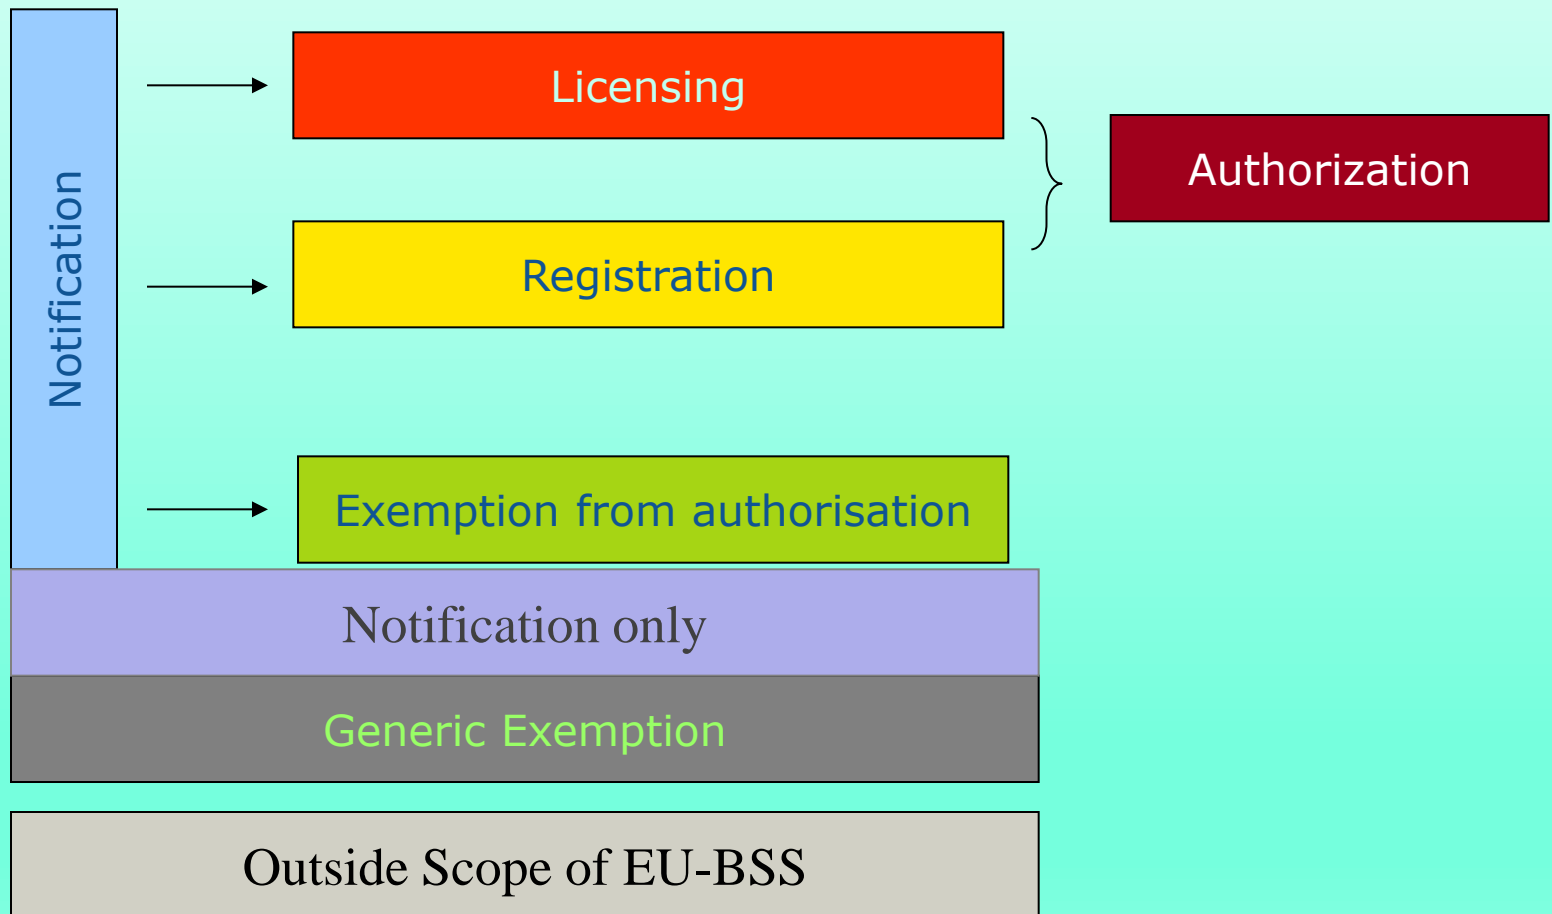 Notification
Licensing
Authorization
Registration
Exemption from authorisation
Notification only
Generic Exemption
Outside Scope of EU-BSS